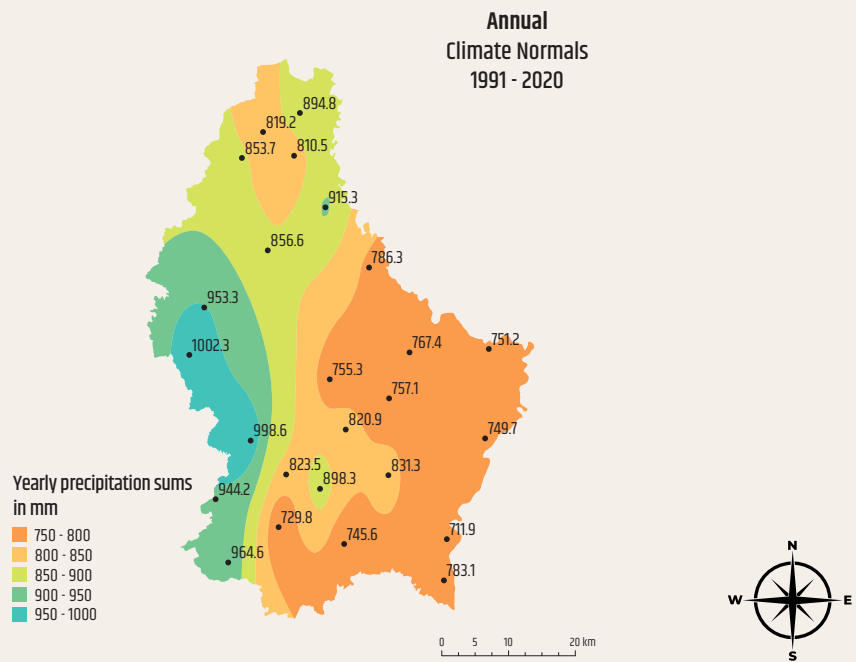 Annual
Climate Normals
1991 - 2020
894.8
819.2
853.7
810.5
915.3
856.6
786.3
953.3
1002.3
767.4
751.2
755.3
757.1
820.9
998.6
749.7
823.5
898.3
831.3
944.2
729.8
745.6
711.9
964.6
783.1
Yearly precipitation sums
in mm
750 - 800
800 - 850
850 - 900
900 - 950
950 - 1000
N
W
E
S
0 5 10 20 km